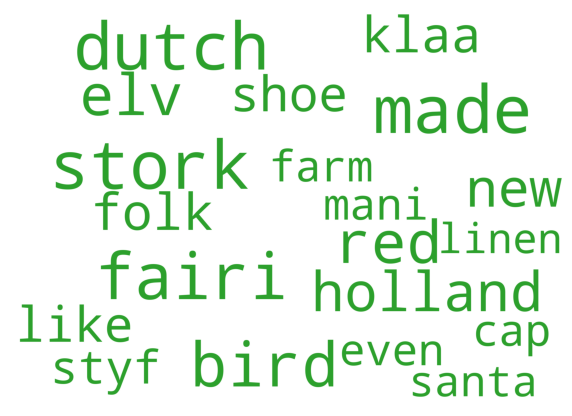 dutch klaa
elv shoe made
stork farm new
folk mani
red linen
fairi holland
like cap
styf bird even
santa